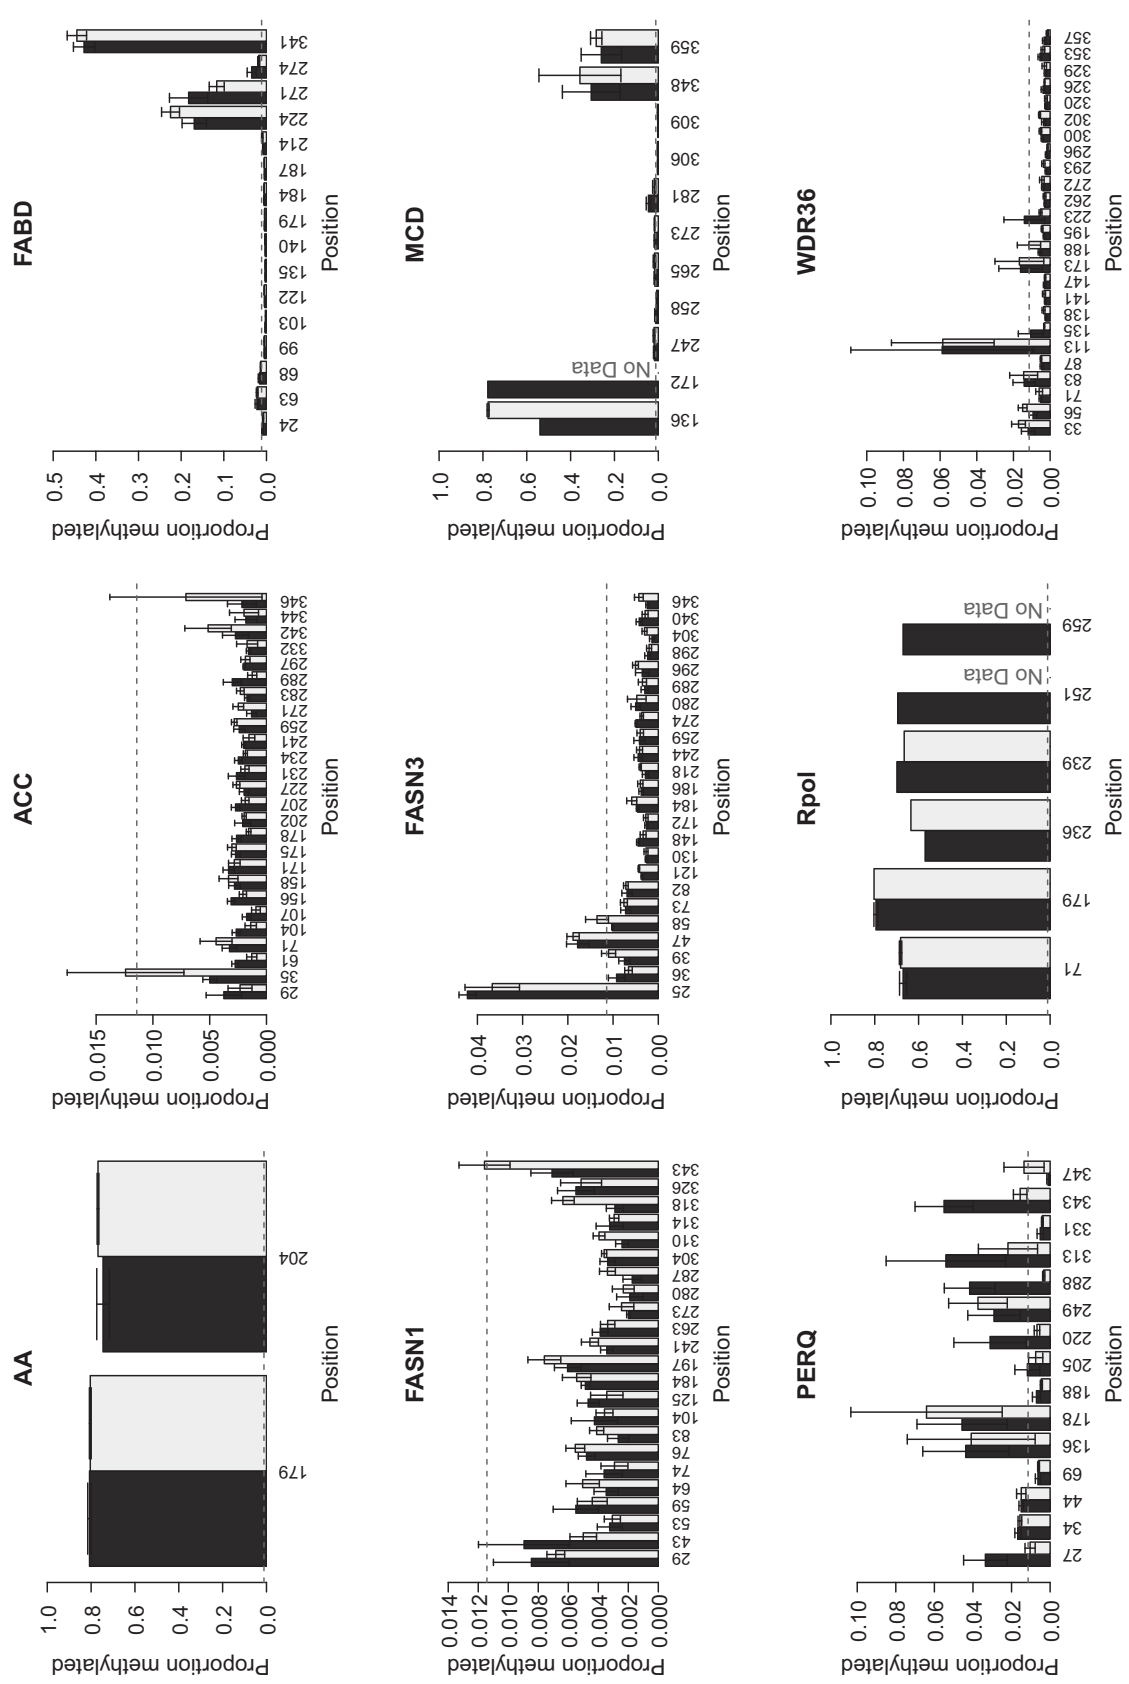 AA
Proportion methylated
1.0
0.8
0.6
0.4
0.2
0.0
179 204
Position
ACC
Proportion methylated
0.015
0.010
0.005
0.000
29 35 61 71 104 107 156 158 171 175 178 202 207 227 231 234 241 259 271 283 289 297 332 342 344 346
Position
FABD
Proportion methylated
0.5
0.4
0.3
0.2
0.1
0.0
24 63 68 99 103 122 135 140 179 184 187 214 224 271 274 341
Position
FASN1
Proportion methylated
0.014
0.012
0.010
0.008
0.006
0.004
0.002
0.000
29 43 53 59 64 74 76 83 104 125 184 197 241 263 273 280 287 304 310 314 318 326 343
Position
FASN3
Proportion methylated
0.04
0.03
0.02
0.01
0.00
25 36 39 47 58 73 82 121 130 148 172 184 186 218 244 259 274 280 289 296 298 304 340 346
Position
MCD
Proportion methylated
1.0
0.8
0.6
0.4
0.2
0.0
No Data
136 172 247 258 265 273 281 306 309 348 359
Position
PERQ
Proportion methylated
0.10
0.08
0.06
0.04
0.02
0.00
27 34 44 69 136 178 188 205 220 249 288 313 331 343 347
Position
Rpol
Proportion methylated
1.0
0.8
0.6
0.4
0.2
0.0
No Data No Data
71 179 236 239 251 259
Position
WDR36
Proportion methylated
0.10
0.08
0.06
0.04
0.02
0.00
33 56 71 83 87 113 135 138 141 147 173 188 195 223 262 272 293 296 300 302 320 326 329 353 357
Position